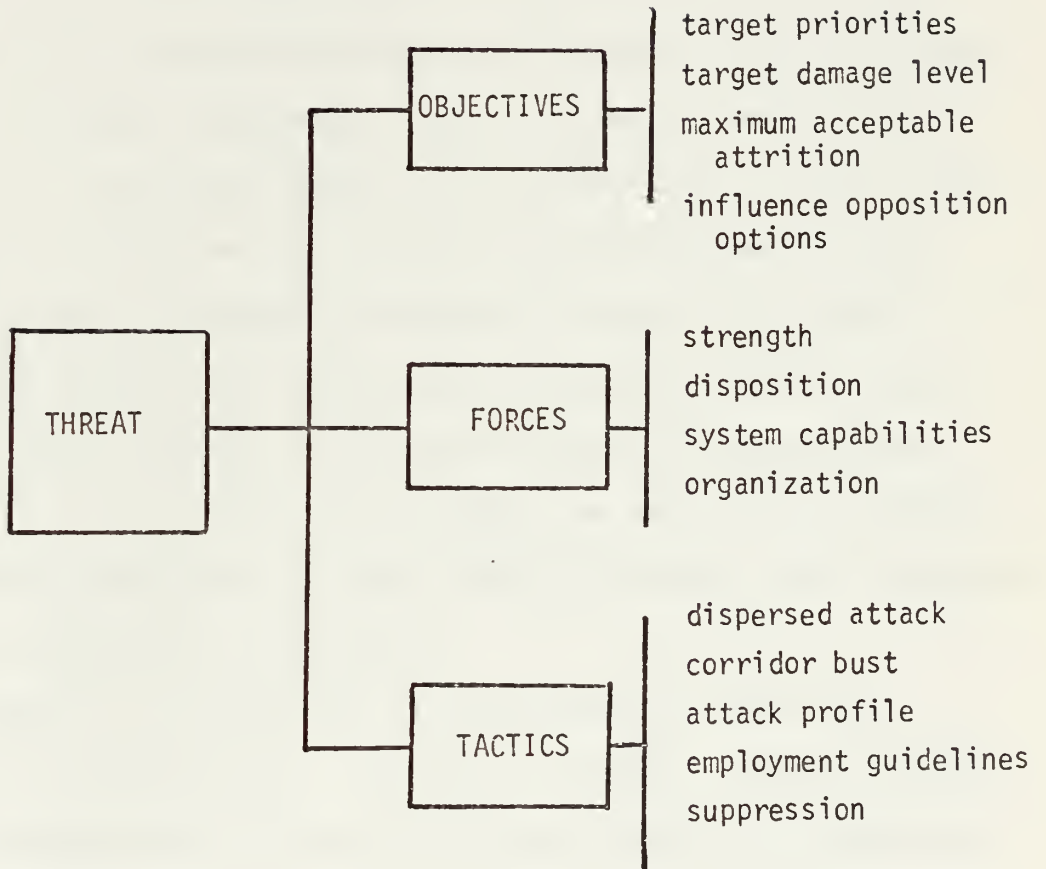 THREAT
OBJECTIVES
target priorities
target damage level
maximum acceptable
attrition
influence opposition
options
FORCES
strength
disposition
system capabilities
organization
TACTICS
dispersed attack
corridor bust
attack profile
employment guidelines
suppression